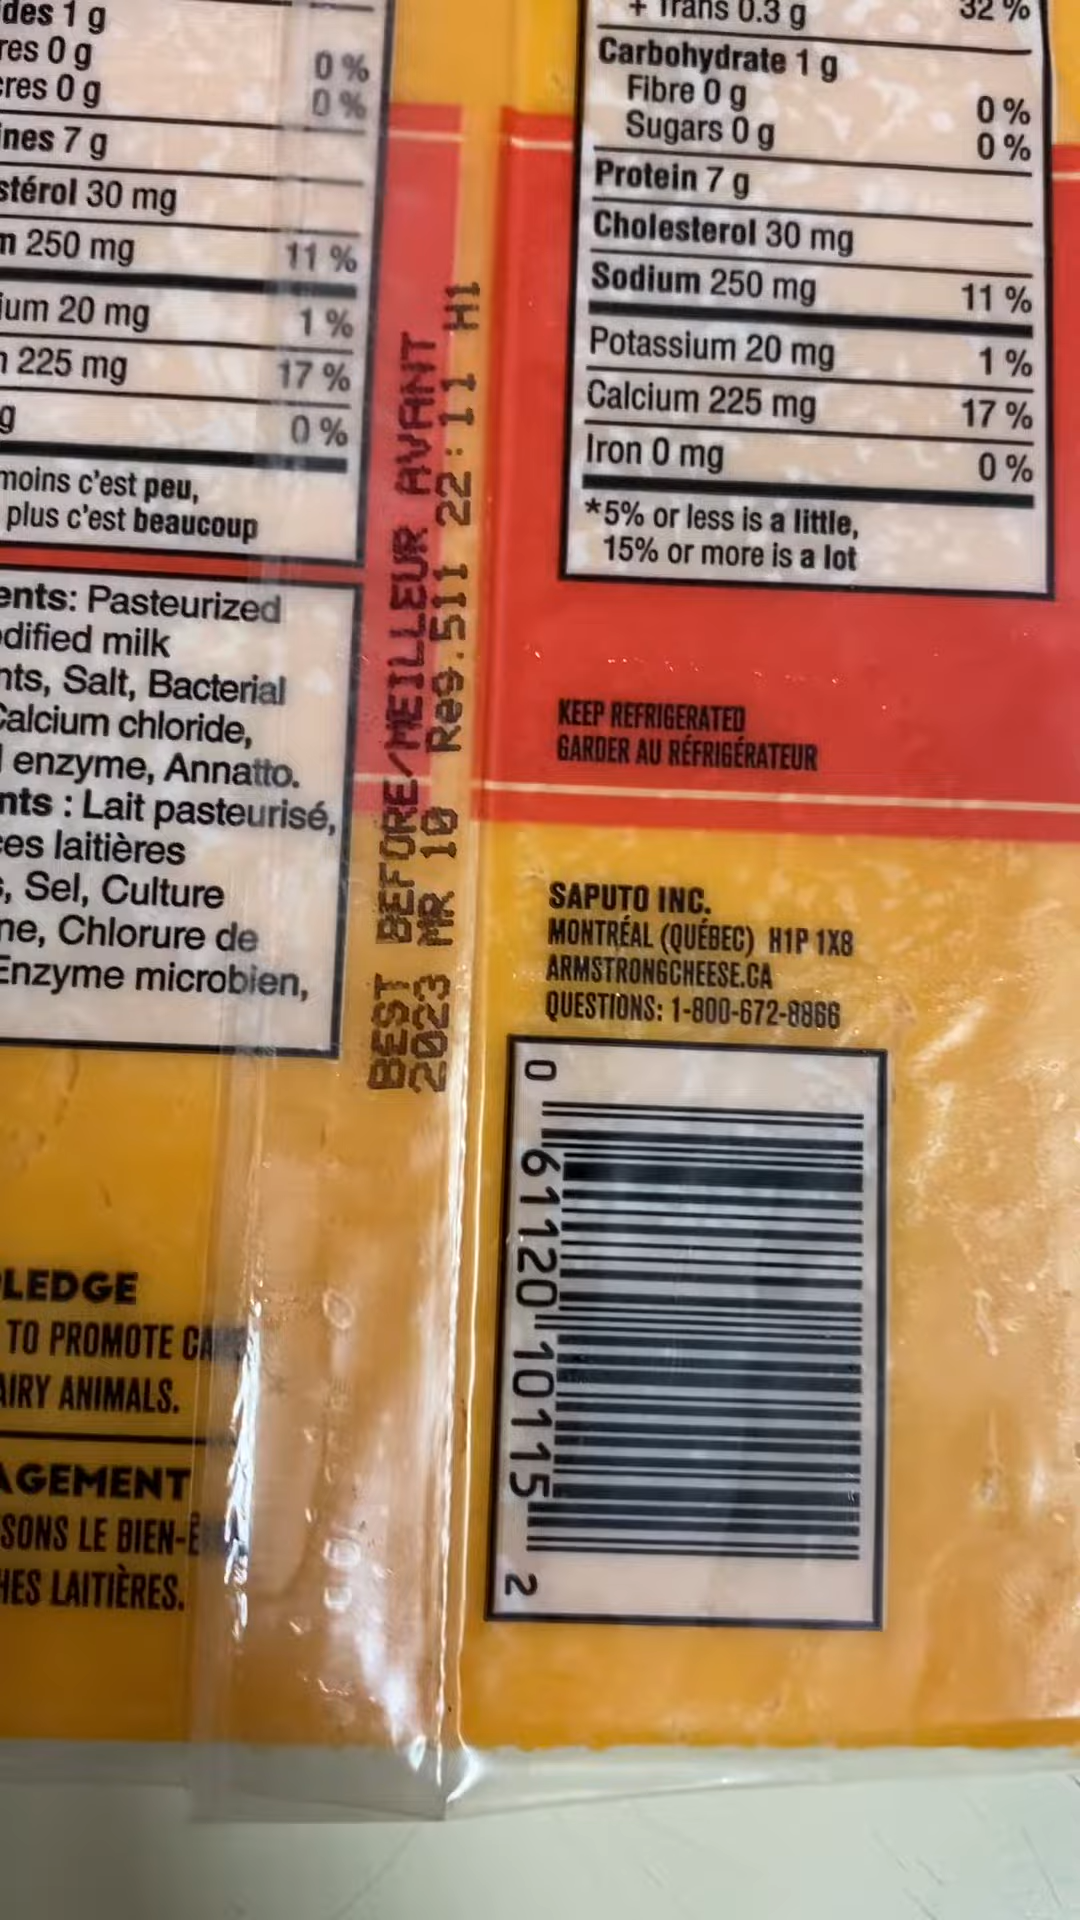 des 1 g
res 0 g 0 %
cres 0 g 0 %
ines 7 g
stérol 30 mg
m 250 mg 11 %
ium 20 mg 1 %
225 mg 17 %
g 0 %
moins c'est peu,
plus c'est beaucoup
ents: Pasteurized
dified milk
nts, Salt, Bacterial
Calcium chloride,
enzyme, Annatto.
nts : Lait pasteurisé,
ces laitières
, Sel, Culture
ne, Chlorure de
Enzyme microbien,
LEDGE
TO PROMOTE CA
AIRY ANIMALS.
AGEMENT
SONS LE BIEN-Ê
HES LAITIÈRES.
BEST BEFORE/MEILLEUR AVANT
2023 MR 10 Reg.511 22:11 H1
+ Trans 0.3 g 32 %
Carbohydrate 1 g
Fibre 0 g 0 %
Sugars 0 g 0 %
Protein 7 g
Cholesterol 30 mg
Sodium 250 mg 11 %
Potassium 20 mg 1 %
Calcium 225 mg 17 %
Iron 0 mg 0 %
*5% or less is a little,
15% or more is a lot
KEEP REFRIGERATED
GARDER AU RÉFRIGÉRATEUR
SAPUTO INC.
MONTRÉAL (QUÉBEC) H1P 1X8
ARMSTRONGCHEESE.CA
QUESTIONS: 1-800-672-8866
0 61120 10115 2